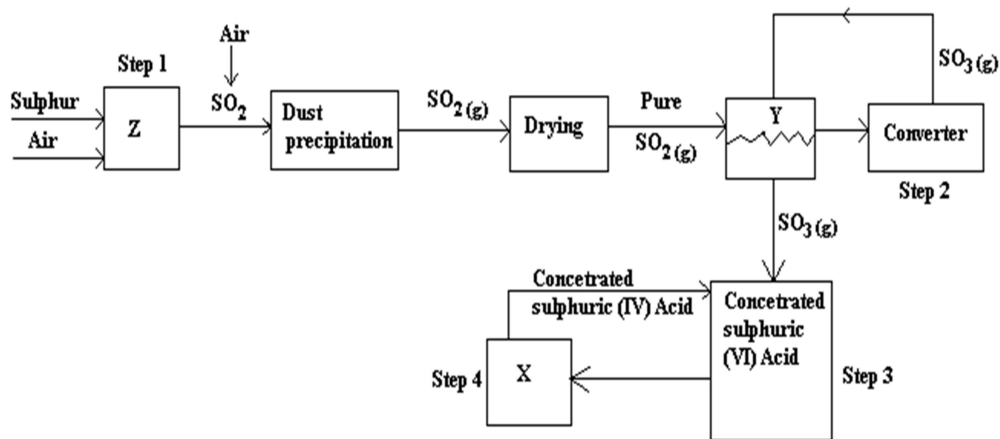 Step 1
Sulphur
Air
Z
Air
SO2
Dust
precipitation
SO2 (g)
Drying
Pure
SO2 (g)
Y
Converter
Step 2
SO3 (g)
SO3 (g)
Concetrated
sulphuric (IV) Acid
Step 4
X
Concetrated
sulphuric
(VI) Acid
Step 3